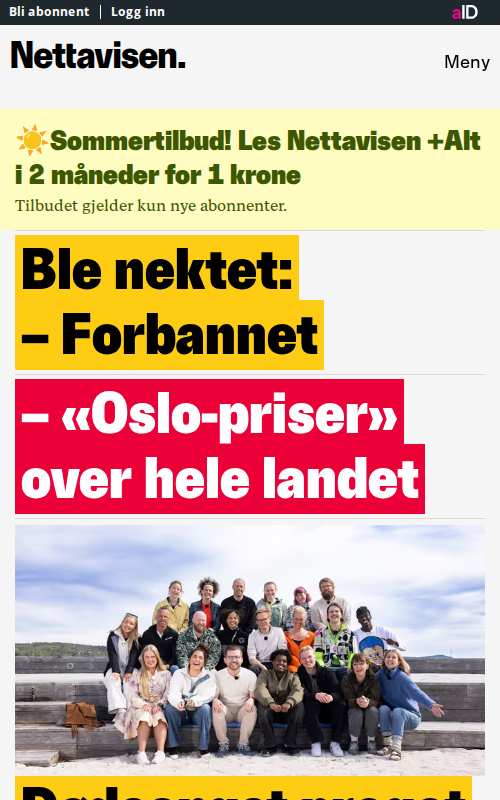 Bli abonnent
Logg inn
aID
Nettavisen.
Meny
☀️Sommertilbud! Les Nettavisen +Alt
i 2 måneder for 1 krone
Tilbudet gjelder kun nye abonnenter.
Ble nektet:
– Forbannet
– «Oslo-priser»
over hele landet